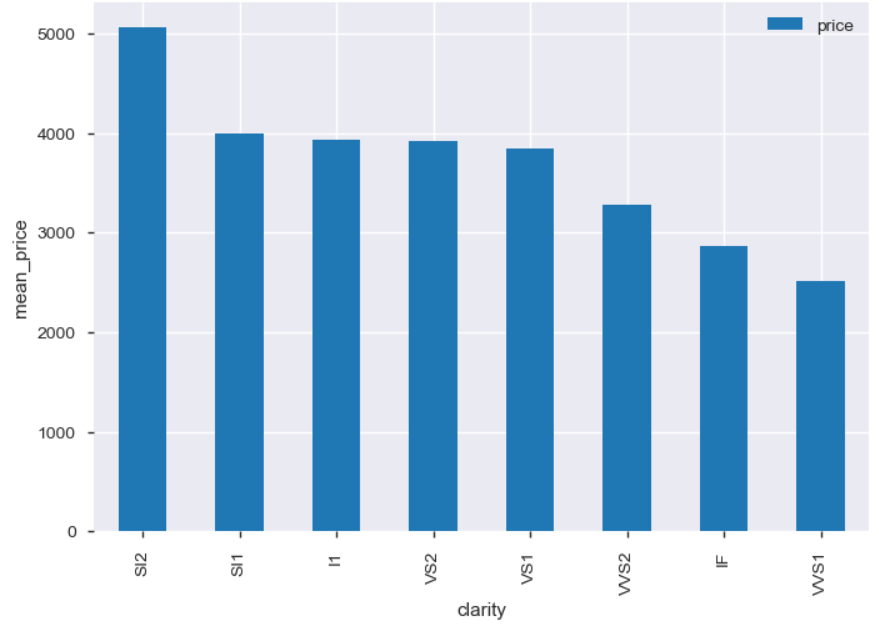 price
5000
4000
3000
2000
1000
0
mean_price
SI2
SI1
I1
VS2
VS1
VVS2
IF
VVS1
clarity